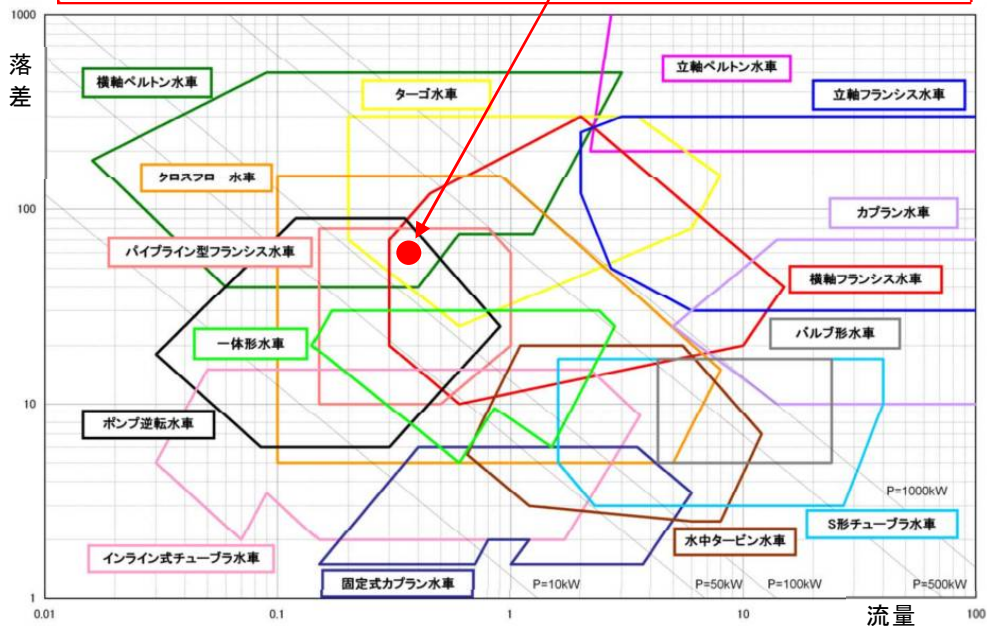 1000
落
差
横軸ペルトン水車
ターゴ水車
立軸ペルトン水車
立軸フランシス水車
クロスフロー 水車
100
カプラン水車
パイプライン型フランシス水車
横軸フランシス水車
一体形水車
バルブ形水車
10
ポンプ逆転水車
P=1000kW
S形チューブラ水車
水中タービン水車
インライン式チューブラ水車
固定式カプラン水車
P=10kW
P=50kW
P=100kW
P=500kW
1
0.01
0.1
1
10
100
流量